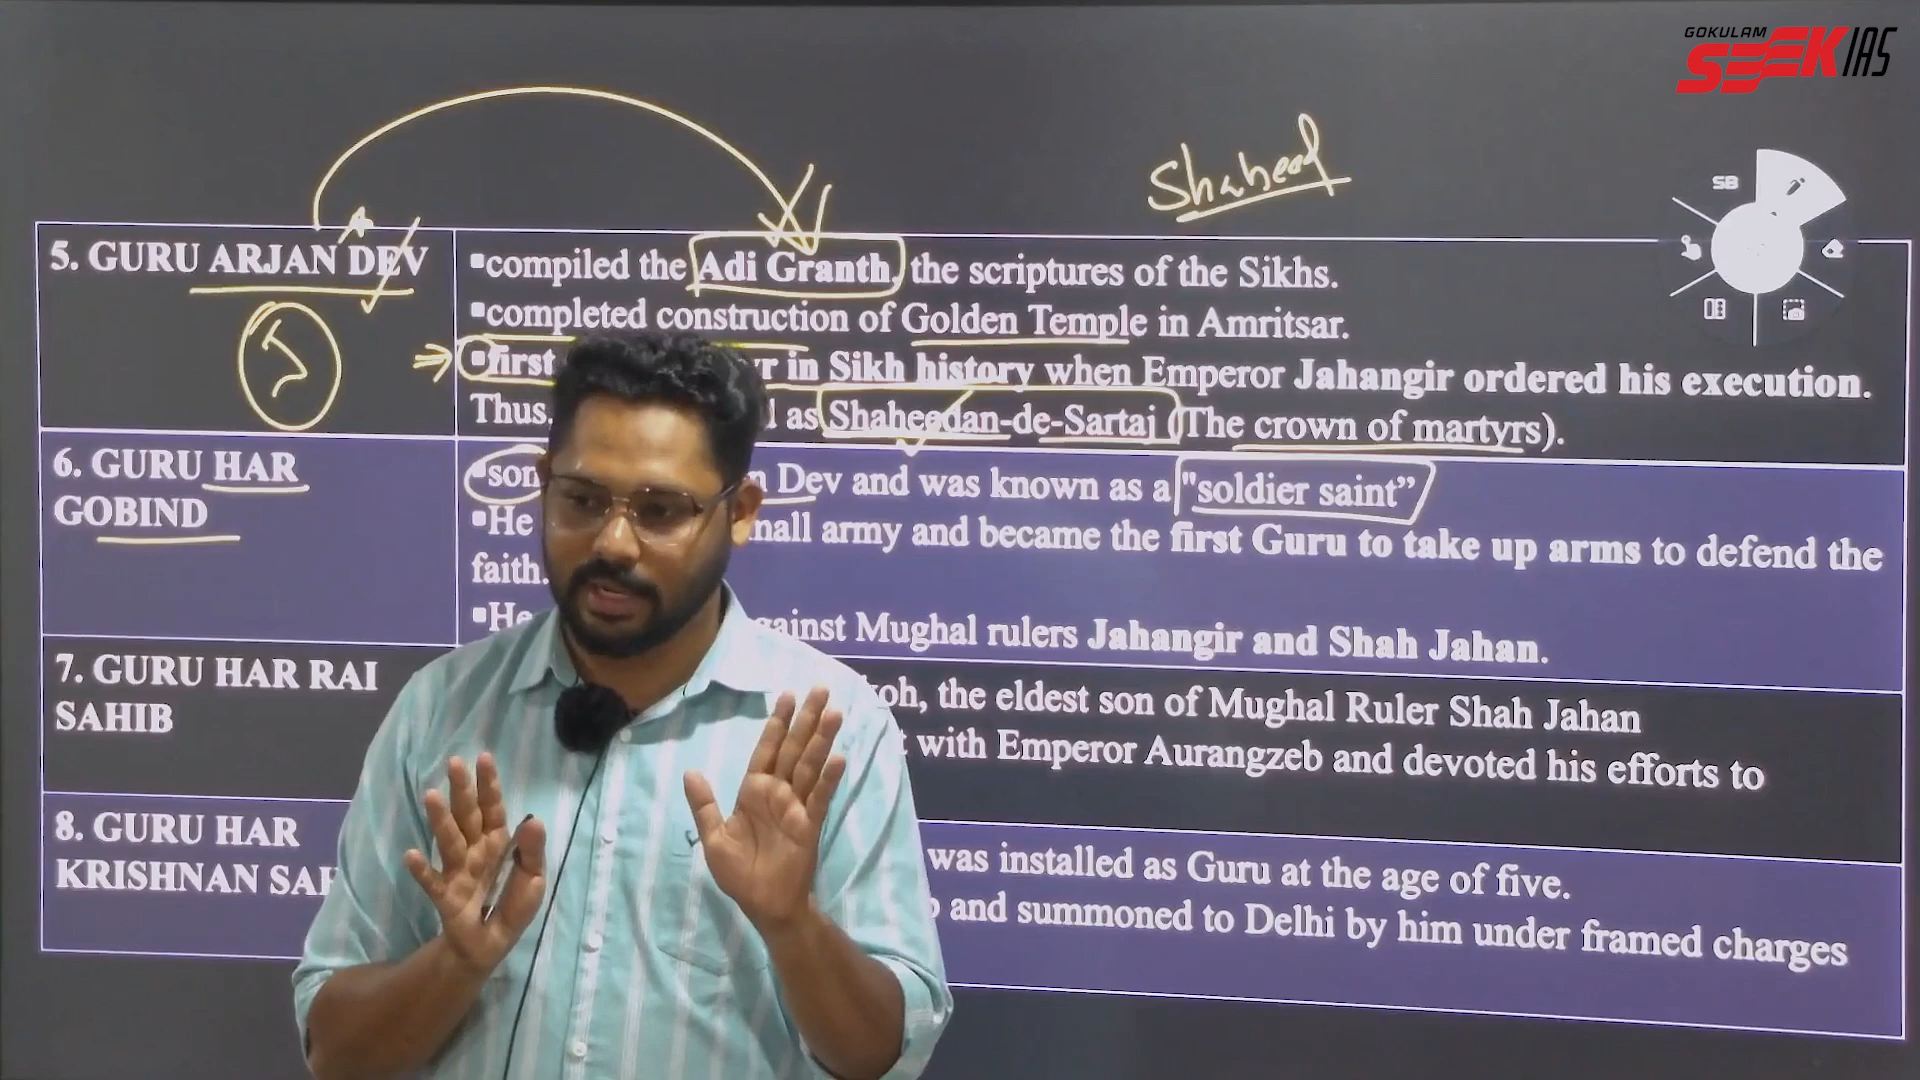 GOKULAM
SEEK IAS
Shaheed
SB
5. GURU ARJAN DEV
5
▪compiled the Adi Granth, the scriptures of the Sikhs.
▪completed construction of Golden Temple in Amritsar.
▪first in Sikh history when Emperor Jahangir ordered his execution.
Thus, as Shaheedan-de-Sartaj (The crown of martyrs).
6. GURU HAR
GOBIND
▪son Dev and was known as a "soldier saint”
▪He army and became the first Guru to take up arms to defend the
faith.
▪He Mughal rulers Jahangir and Shah Jahan.
7. GURU HAR RAI
SAHIB
the eldest son of Mughal Ruler Shah Jahan
with Emperor Aurangzeb and devoted his efforts to
8. GURU HAR
KRISHNAN
was installed as Guru at the age of five.
and summoned to Delhi by him under framed charges